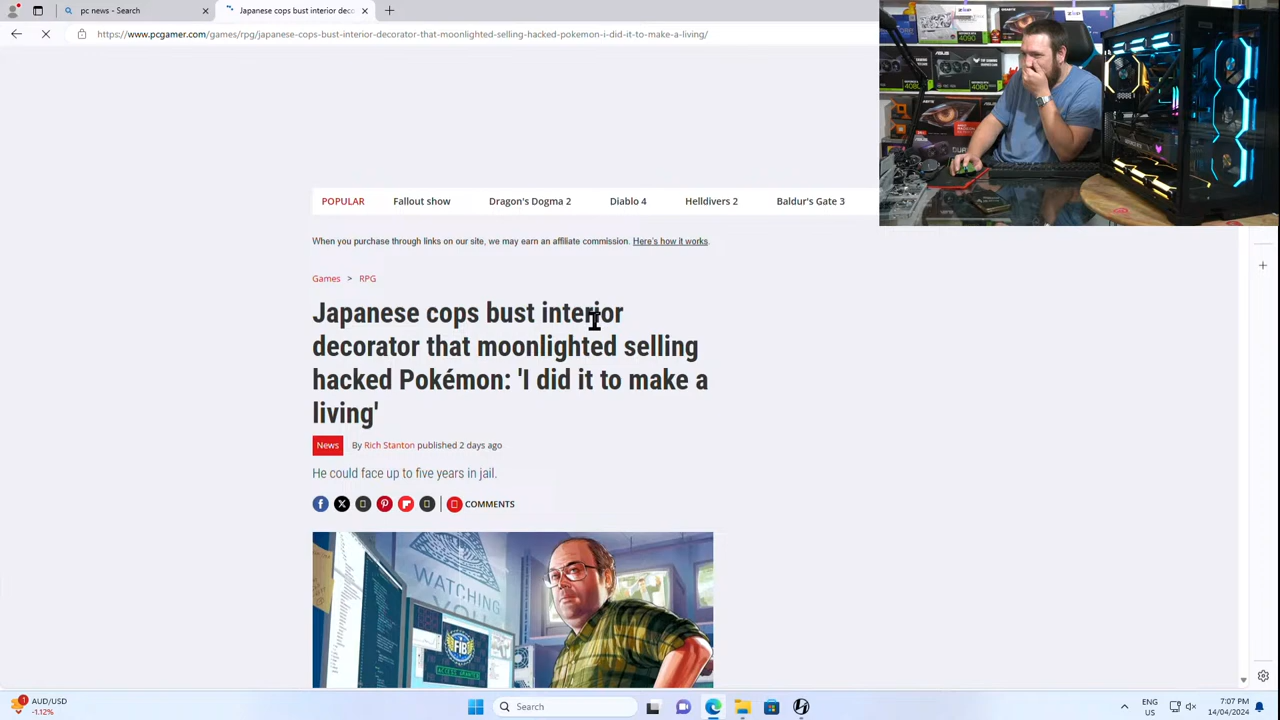 pc news - Search
Japanese cops bust interior deco
https://www.pcgamer.com/games/rpg/japanese-cops-bust-interior-decorator-that-moonlighted-selling-hacked-pokemon-i-did-it-to-make-a-living/
POPULAR Fallout show Dragon's Dogma 2 Diablo 4 Helldivers 2 Baldur's Gate 3
When you purchase through links on our site, we may earn an affiliate commission. Here's how it works.
Games > RPG
Japanese cops bust interior
decorator that moonlighted selling
hacked Pokémon: 'I did it to make a
living'
News By Rich Stanton published 2 days ago
He could face up to five years in jail.
COMMENTS
WATCHING
YOU
FIB
ACCESS GRANTED
1
AUD/USD
-1.12%
Search
ENG
US
7:07 PM
14/04/2024